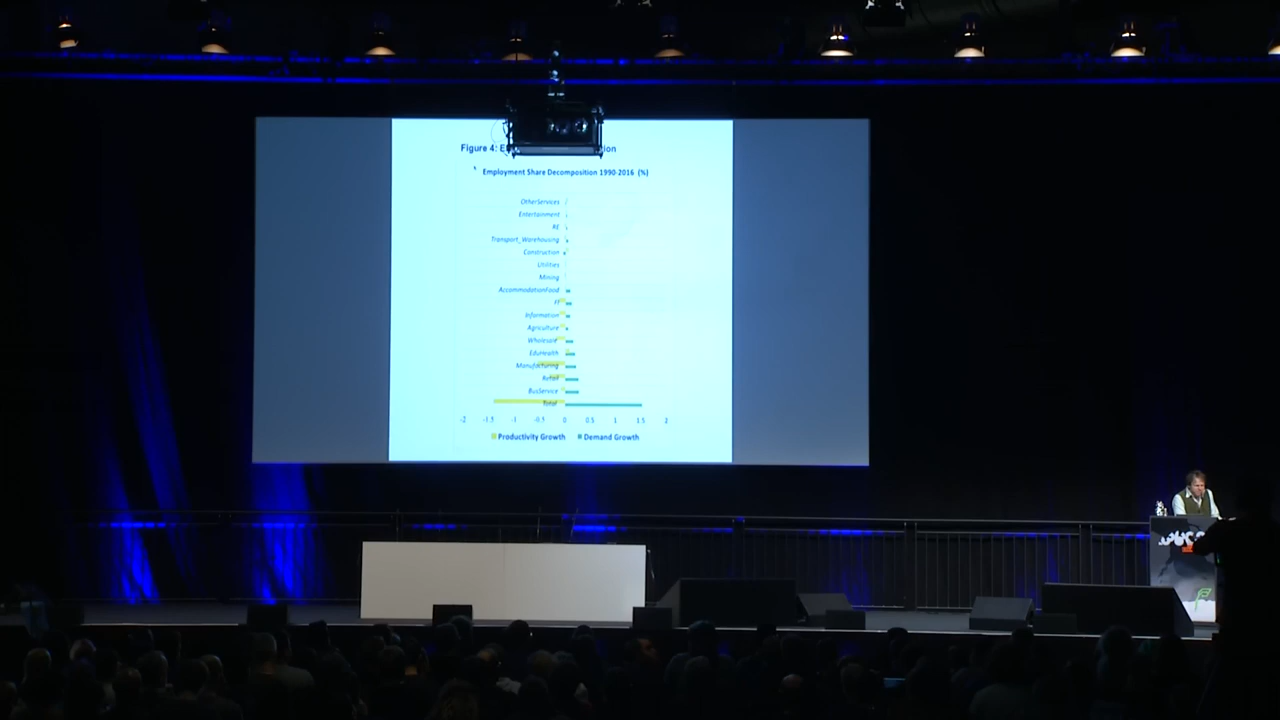 Figure 4: E
ion
Employment Share Decomposition 1990-2016 (%)
OtherServices
Entertainment
RE
Transport_Warehousing
Construction
Utilities
Mining
AccommodationFood
FI
Information
Agriculture
Wholesale
EduHealth
Manufacturing
Retail
BusService
Total
-2 -1.5 -1 -0.5 0 0.5 1 1.5 2
Productivity Growth Demand Growth